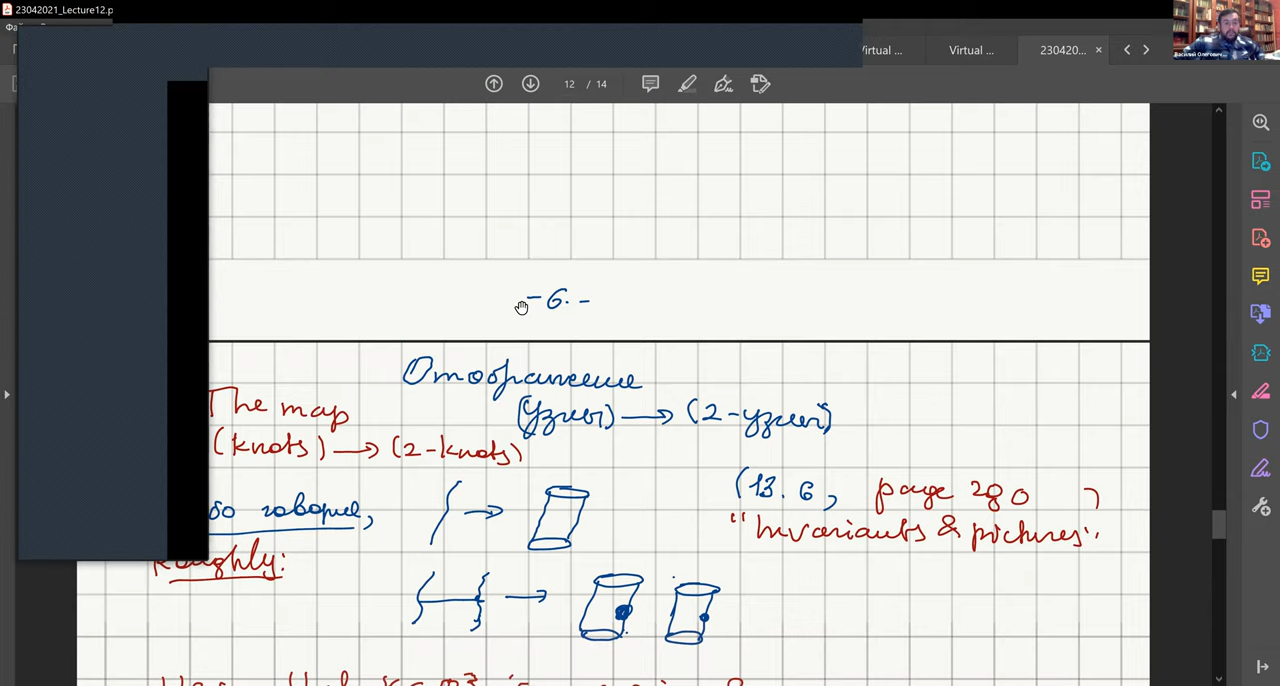 23042021_Lecture12.p
Virtual ...
Virtual ...
230420...
12 / 14
- 6. -
Отображение
(Узлы) → (2-узлы)
The map
(knots) → (2-knots)
(13.6, page 280)
"Invariants & pictures".
бо говоря,
Roughly: